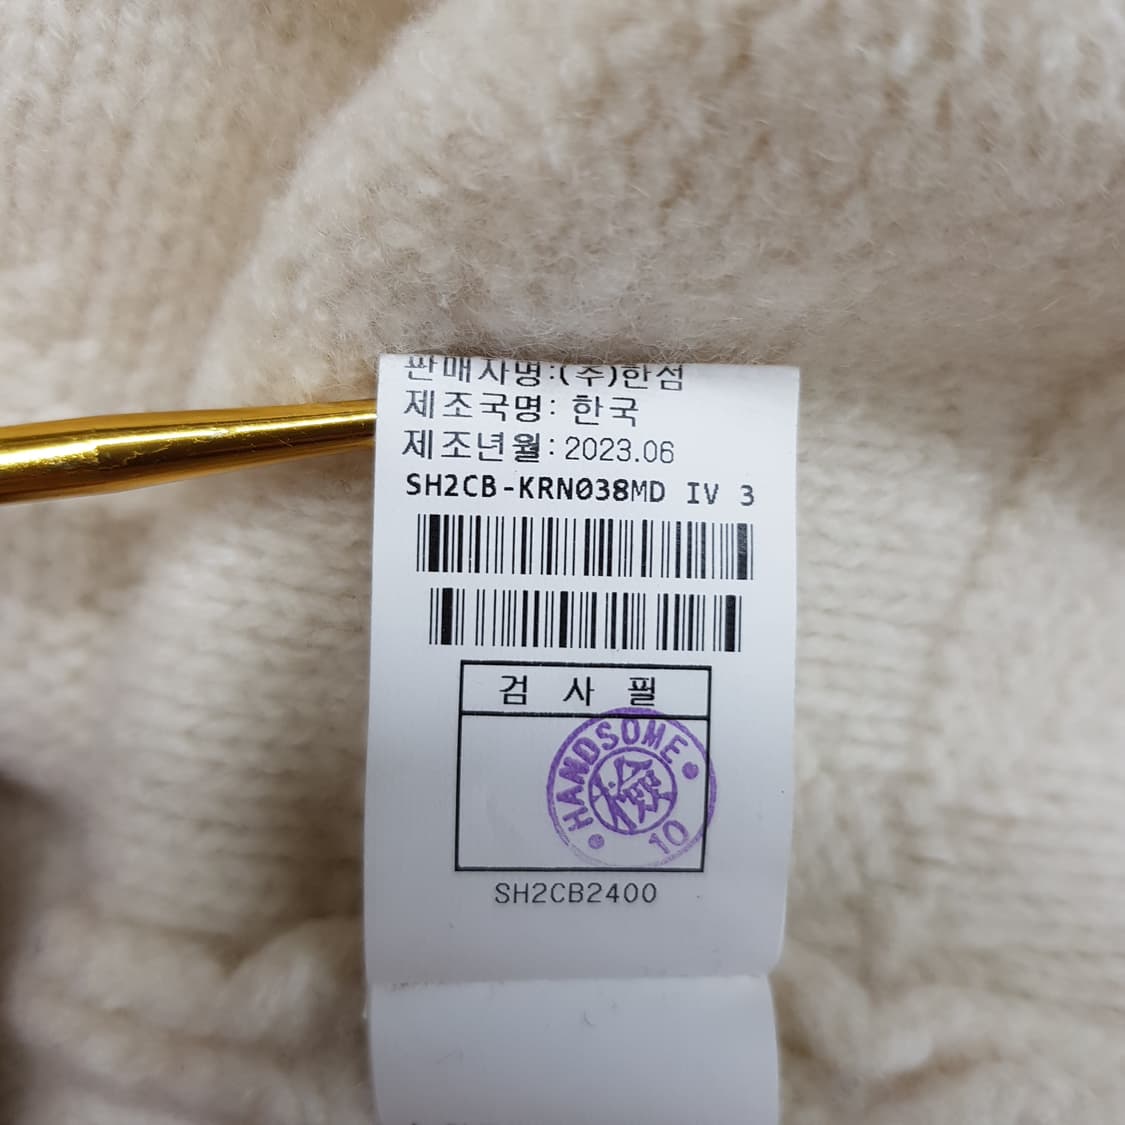 판매자명:(주)한섬
제조국명: 한국
제조년월: 2023.06
SH2CB-KRN038MD IV 3
검 사 필
HANDSOME
檢
10
SH2CB2400